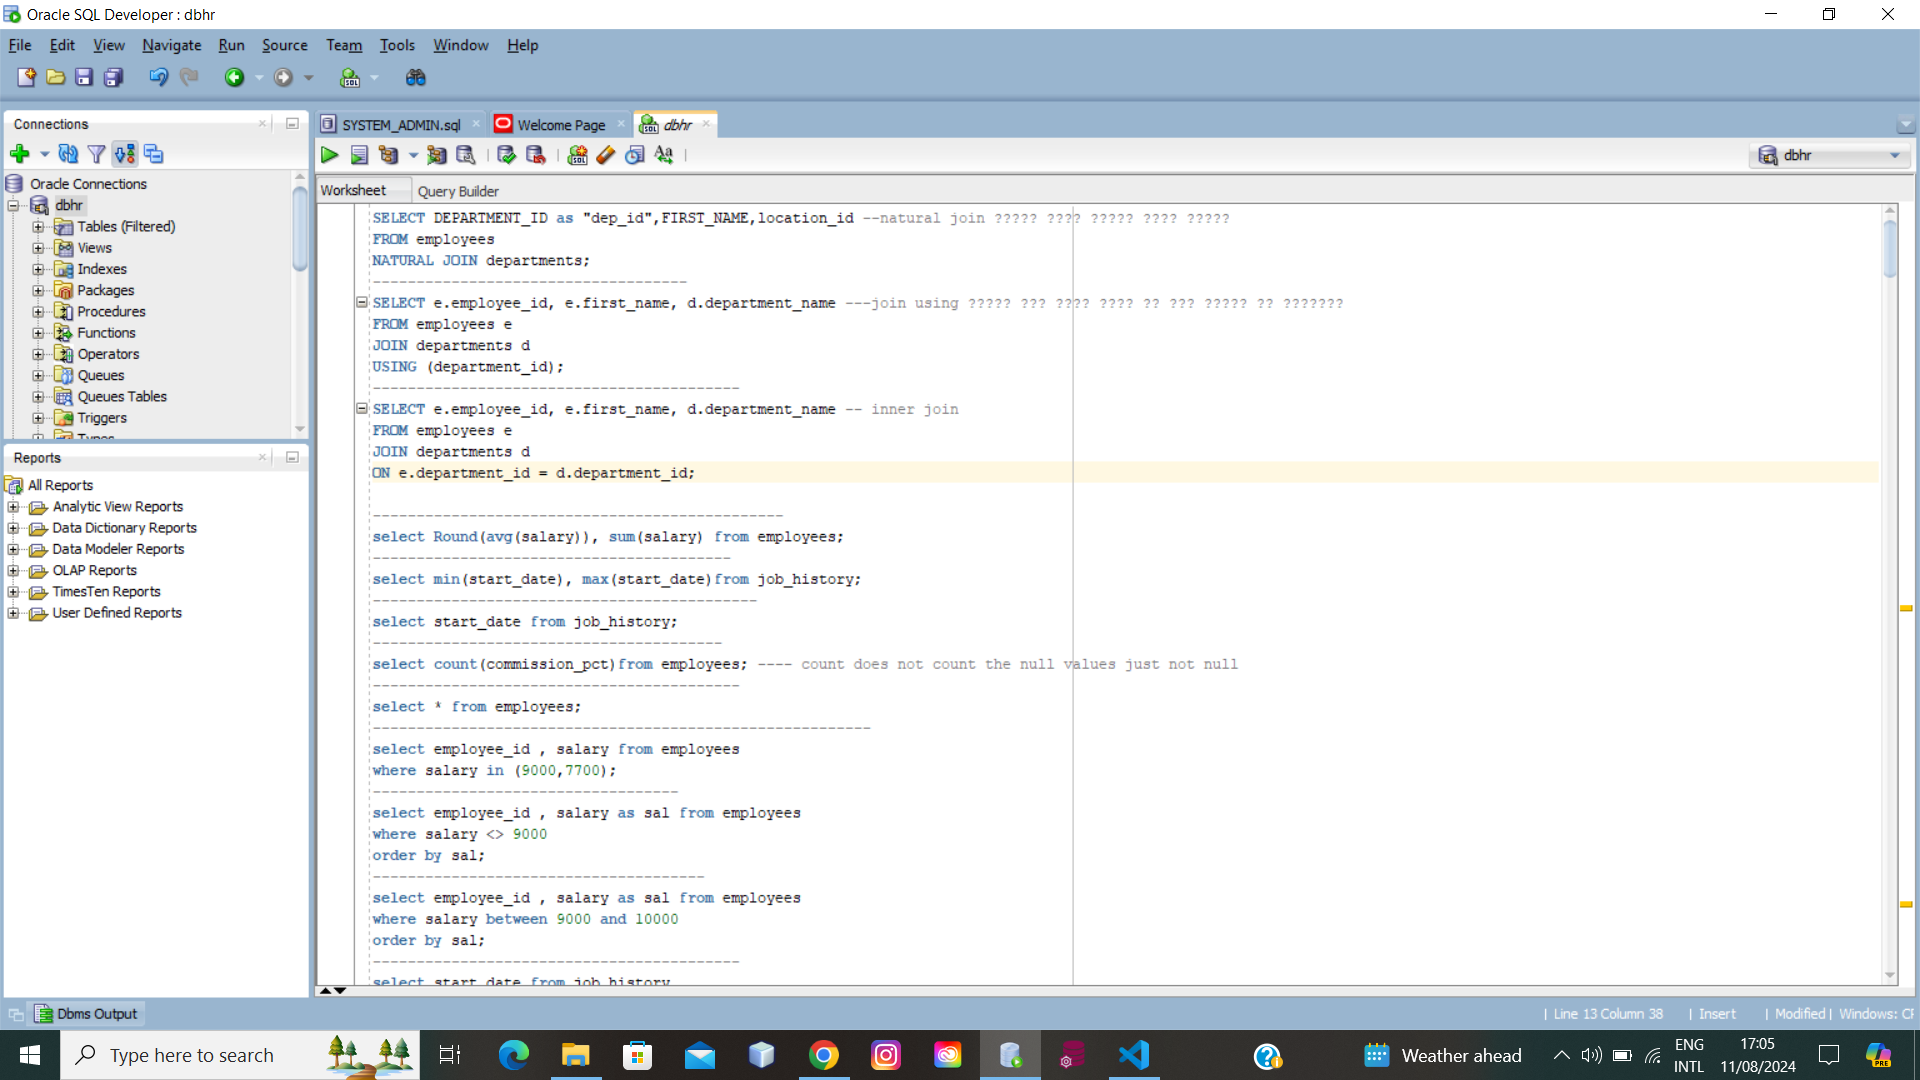 Oracle SQL Developer : dbhr
File Edit View Navigate Run Source Team Tools Window Help
Connections
Oracle Connections
dbhr
Tables (Filtered)
Views
Indexes
Packages
Procedures
Functions
Operators
Queues
Queues Tables
Triggers
Types
Reports
All Reports
Analytic View Reports
Data Dictionary Reports
Data Modeler Reports
OLAP Reports
TimesTen Reports
User Defined Reports
SYSTEM_ADMIN.sql Welcome Page dbhr
dbhr
Worksheet Query Builder
SELECT DEPARTMENT_ID as "dep_id",FIRST_NAME,location_id --natural join ????? ???? ????? ???? ?????
FROM employees
NATURAL JOIN departments;
------------------------------------
SELECT e.employee_id, e.first_name, d.department_name ---join using ????? ??? ???? ???? ?? ??? ????? ?? ???????
FROM employees e
JOIN departments d
USING (department_id);
------------------------------------------
SELECT e.employee_id, e.first_name, d.department_name -- inner join
FROM employees e
JOIN departments d
ON e.department_id = d.department_id;
-----------------------------------------------
select Round(avg(salary)), sum(salary) from employees;
-----------------------------------------
select min(start_date), max(start_date)from job_history;
--------------------------------------------
select start_date from job_history;
----------------------------------------
select count(commission_pct)from employees; ---- count does not count the null values just not null
------------------------------------------
select * from employees;
---------------------------------------------------------
select employee_id , salary from employees
where salary in (9000,7700);
-----------------------------------
select employee_id , salary as sal from employees
where salary <> 9000
order by sal;
--------------------------------------
select employee_id , salary as sal from employees
where salary between 9000 and 10000
order by sal;
------------------------------------------
select start_date from job_history
Dbms Output
Line 13 Column 38 | Insert | Modified | Windows: CF
Type here to search
Weather ahead
ENG
INTL
17:05
11/08/2024